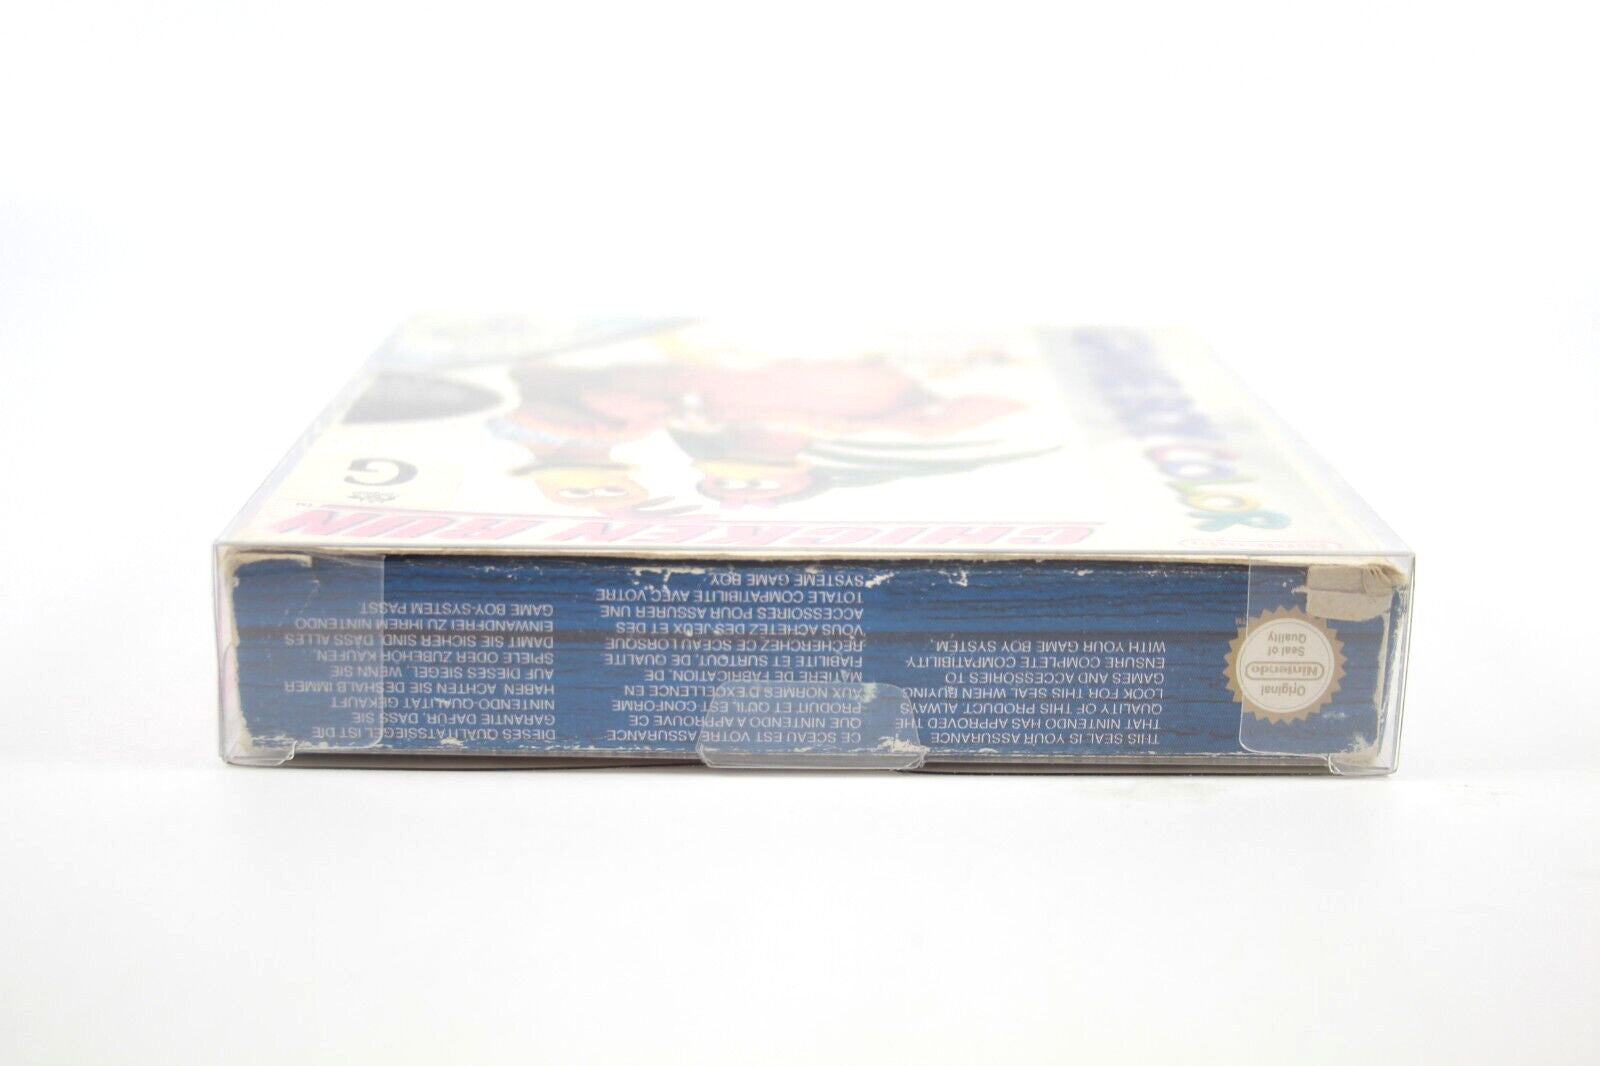 THIS SEAL IS YOUR ASSURANCE
THAT NINTENDO HAS APPROVED THE
QUALITY OF THIS PRODUCT. ALWAYS
LOOK FOR THIS SEAL WHEN BUYING
GAMES AND ACCESSORIES TO
ENSURE COMPLETE COMPATIBILITY
WITH YOUR GAME BOY SYSTEM.
CE SCEAU EST VOTRE ASSURANCE
QUE NINTENDO A APPROUVE CE
PRODUIT ET QU'IL EST CONFORME
AUX NORMES D'EXCELLENCE EN
MATIERE DE FABRICATION, DE
FIABILITE ET SURTOUT, DE QUALITE
RECHERCHEZ CE SCEAU LORSQUE
VOUS ACHETEZ DES JEUX ET DES
ACCESSOIRES POUR ASSURER UNE
TOTALE COMPATIBILITE AVEC VOTRE
SYSTEME GAME BOY.
DIESES QUALITÄTSSIEGEL IST DIE
GARANTIE DAFÜR, DASS SIE
NINTENDO-QUALITÄT GEKAUFT
HABEN. ACHTEN SIE DESHALB IMMER
AUF DIESES SIEGEL, WENN SIE
SPIELE ODER ZUBEHÖR KAUFEN,
DAMIT SIE SICHER SIND, DASS ALLES
EINWANDFREI ZU IHREM NINTENDO
GAME BOY-SYSTEM PASST.
Original
Nintendo
Seal of
Quality
TM
CHICKEN RUN
TM
G
GAME BOY COLOR